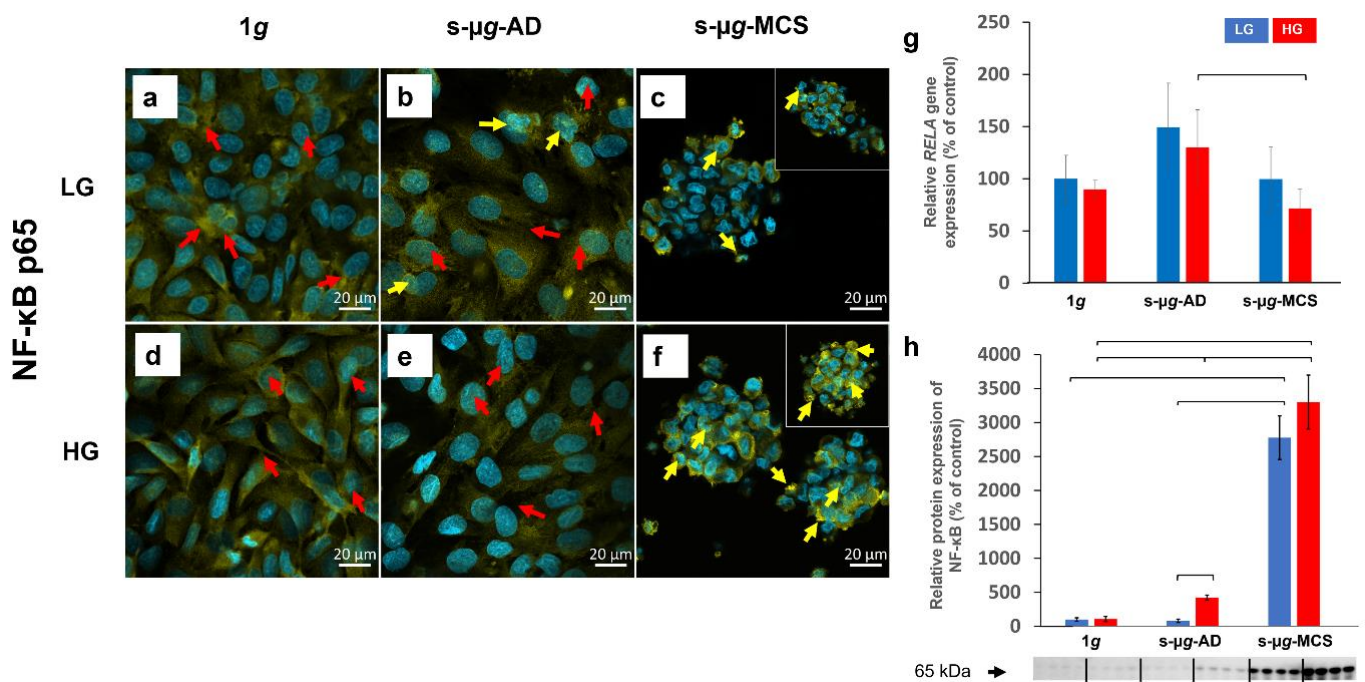 1g s-µg-AD s-µg-MCS
NF-κB p65
LG
HG
a
20 µm
b
20 µm
c
20 µm
d
20 µm
e
20 µm
f
20 µm
g
LG HG
Relative RELA gene
expression (% of control)
250
200
150
100
50
0
1g s-µg-AD s-µg-MCS
h
Relative protein expression of
NF-κB (% of control)
4000
3500
3000
2500
2000
1500
1000
500
0
1g s-µg-AD s-µg-MCS
65 kDa